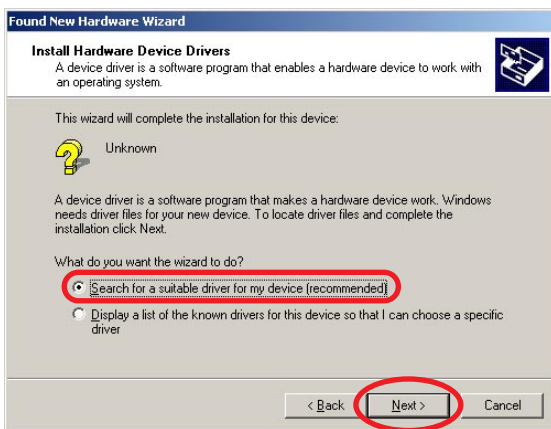 Found New Hardware Wizard
Install Hardware Device Drivers
A device driver is a software program that enables a hardware device to work with
an operating system.
This wizard will complete the installation for this device:
Unknown
A device driver is a software program that makes a hardware device work. Windows
needs driver files for your new device. To locate driver files and complete the
installation click Next.
What do you want the wizard to do?
Search for a suitable driver for my device (recommended)
Display a list of the known drivers for this device so that I can choose a specific
driver
< Back
Next >
Cancel